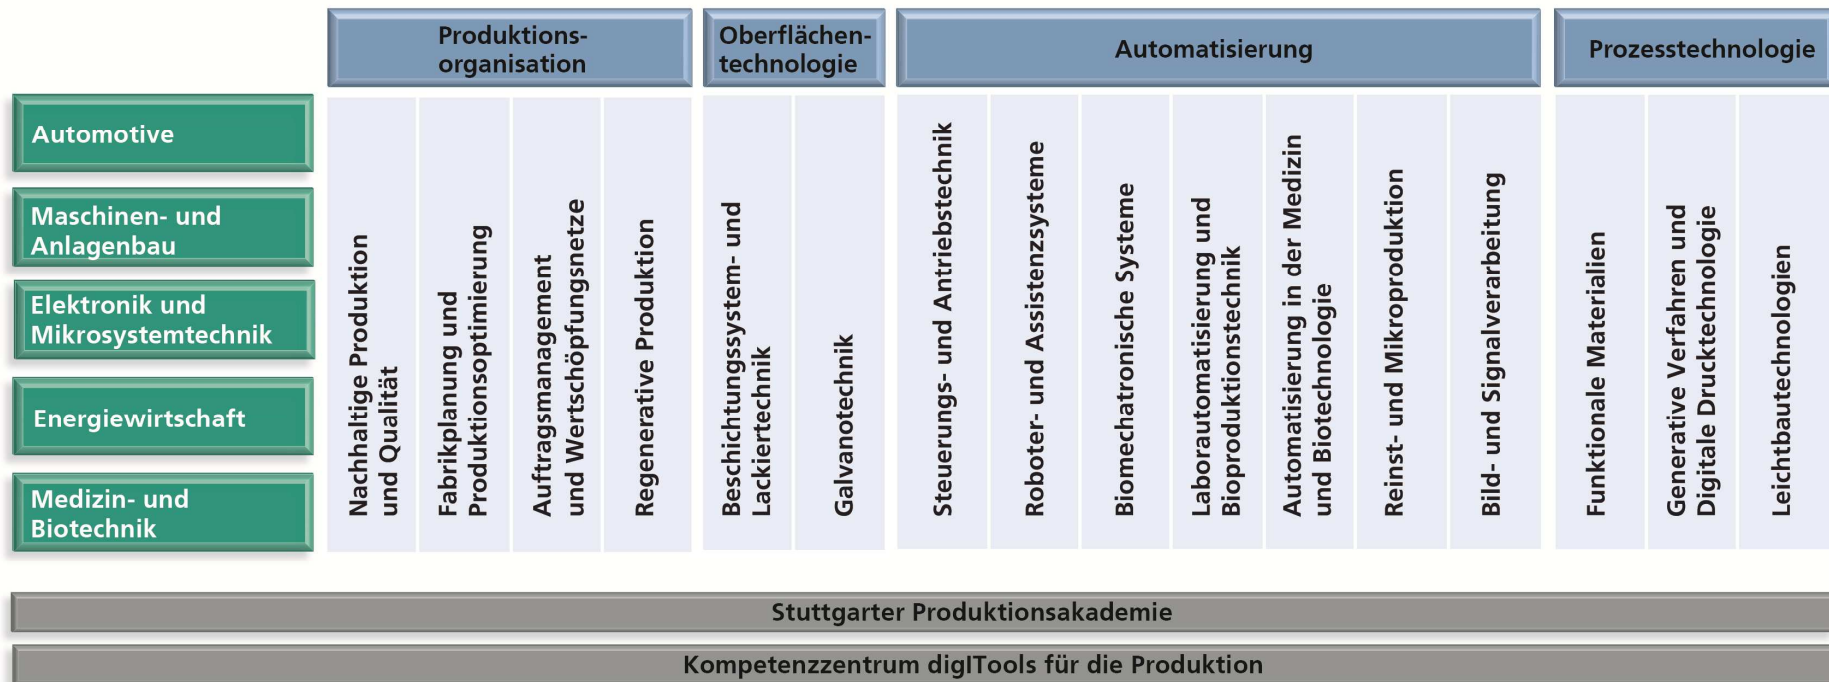 Produktions-
organisation
Oberflächen-
technologie
Automatisierung
Prozesstechnologie
Automotive
Maschinen- und
Anlagenbau
Elektronik und
Mikrosystemtechnik
Energiewirtschaft
Medizin- und
Biotechnik
Nachhaltige Produktion
und Qualität
Fabrikplanung und
Produktionsoptimierung
Auftragsmanagement
und Wertschöpfungsnetze
Regenerative Produktion
Beschichtungssystem- und
Lackiertechnik
Galvanotechnik
Steuerungs- und Antriebstechnik
Roboter- und Assistenzsysteme
Biomechatronische Systeme
Laborautomatisierung und
Bioproduktionstechnik
Automatisierung in der Medizin
und Biotechnologie
Reinst- und Mikroproduktion
Bild- und Signalverarbeitung
Funktionale Materialien
Generative Verfahren und
Digitale Drucktechnologie
Leichtbautechnologien
Stuttgarter Produktionsakademie
Kompetenzzentrum digITools für die Produktion